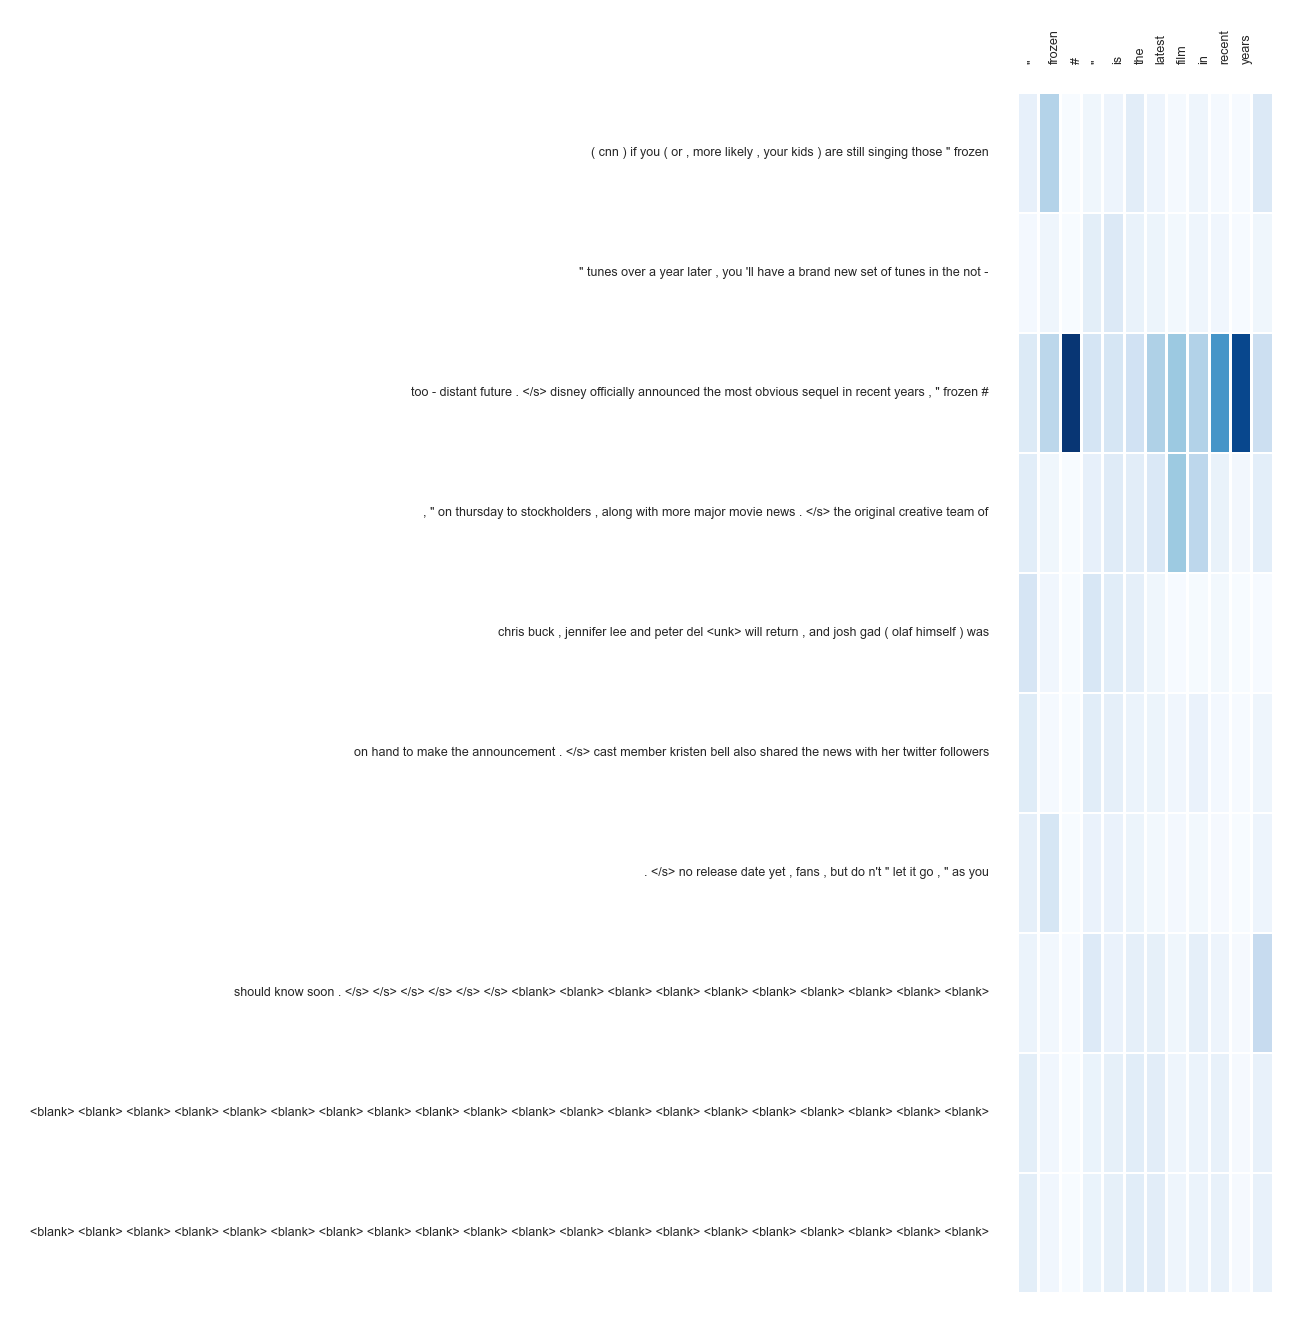 " frozen # " is the latest film in recent years
( cnn ) if you ( or , more likely , your kids ) are still singing those " frozen
" tunes over a year later , you 'll have a brand new set of tunes in the not -
too - distant future . </s> disney officially announced the most obvious sequel in recent years , " frozen #
, " on thursday to stockholders , along with more major movie news . </s> the original creative team of
chris buck , jennifer lee and peter del <unk> will return , and josh gad ( olaf himself ) was
on hand to make the announcement . </s> cast member kristen bell also shared the news with her twitter followers
. </s> no release date yet , fans , but do n't " let it go , " as you
should know soon . </s> </s> </s> </s> </s> </s> <blank> <blank> <blank> <blank> <blank> <blank> <blank> <blank> <blank> <blank>
<blank> <blank> <blank> <blank> <blank> <blank> <blank> <blank> <blank> <blank> <blank> <blank> <blank> <blank> <blank> <blank> <blank> <blank> <blank> <blank>
<blank> <blank> <blank> <blank> <blank> <blank> <blank> <blank> <blank> <blank> <blank> <blank> <blank> <blank> <blank> <blank> <blank> <blank> <blank> <blank>